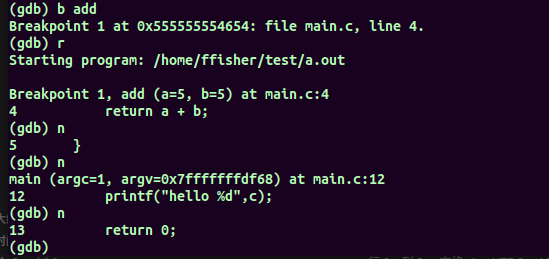 (gdb) b add
Breakpoint 1 at 0x555555554654: file main.c, line 4.
(gdb) r
Starting program: /home/ffisher/test/a.out
Breakpoint 1, add (a=5, b=5) at main.c:4
4 return a + b;
(gdb) n
5 }
(gdb) n
main (argc=1, argv=0x7fffffffdf68) at main.c:12
12 printf("hello %d",c);
(gdb) n
13 return 0;
(gdb)